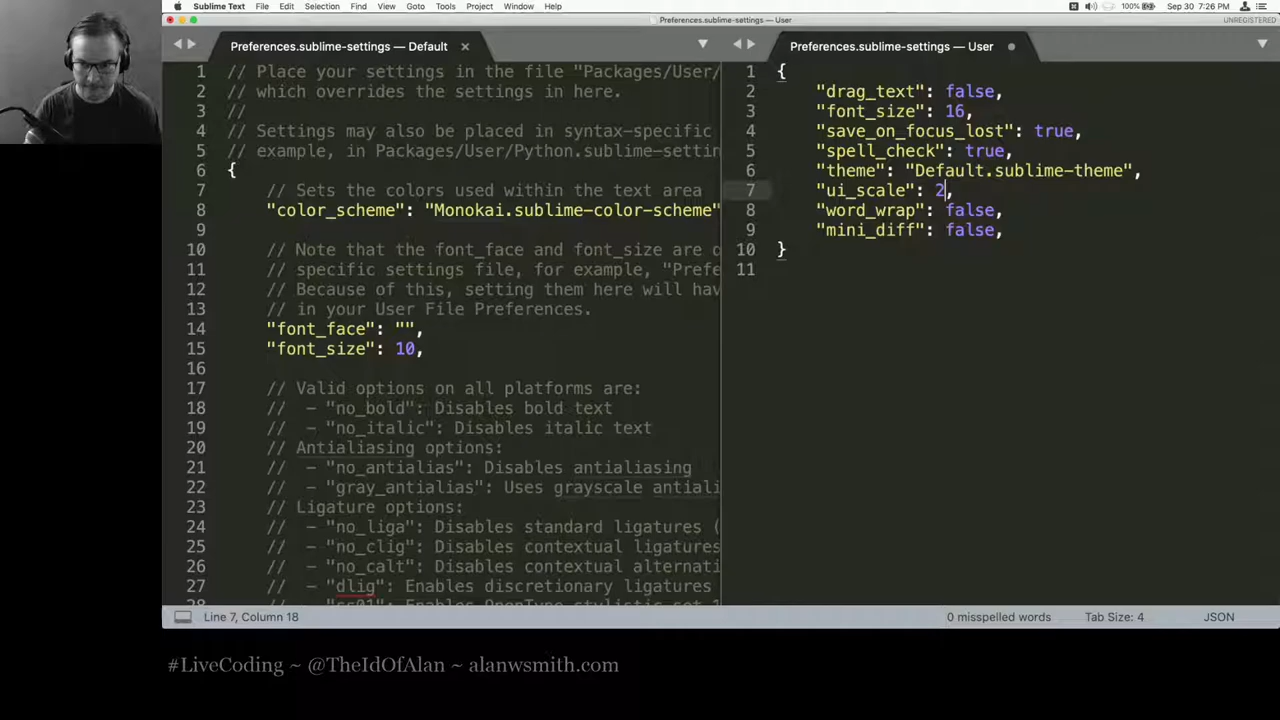 Sublime Text File Edit Selection Find View Goto Tools Project Window Help 100% Sep 30 7:26 PM
Preferences.sublime-settings — User UNREGISTERED
Preferences.sublime-settings — Default
1 // Place your settings in the file "Packages/User/
2 // which overrides the settings in here.
3 //
4 // Settings may also be placed in syntax-specific
5 // example, in Packages/User/Python.sublime-settin
6 {
7 // Sets the colors used within the text area
8 "color_scheme": "Monokai.sublime-color-scheme"
9
10 // Note that the font_face and font_size are
11 // specific settings file, for example, "Prefe
12 // Because of this, setting them here will hav
13 // in your User File Preferences.
14 "font_face": "",
15 "font_size": 10,
16
17 // Valid options on all platforms are:
18 // - "no_bold": Disables bold text
19 // - "no_italic": Disables italic text
20 // Antialiasing options:
21 // - "no_antialias": Disables antialiasing
22 // - "gray_antialias": Uses grayscale antiali
23 // Ligature options:
24 // - "no_liga": Disables standard ligatures (
25 // - "no_clig": Disables contextual ligatures
26 // - "no_calt": Disables contextual alternati
27 // - "dlig": Enables discretionary ligatures
Preferences.sublime-settings — User
1 {
2 "drag_text": false,
3 "font_size": 16,
4 "save_on_focus_lost": true,
5 "spell_check": true,
6 "theme": "Default.sublime-theme",
7 "ui_scale": 2,
8 "word_wrap": false,
9 "mini_diff": false,
10 }
11
Line 7, Column 18 0 misspelled words Tab Size: 4 JSON
#LiveCoding ~ @TheIdOfAlan ~ alanwsmith.com